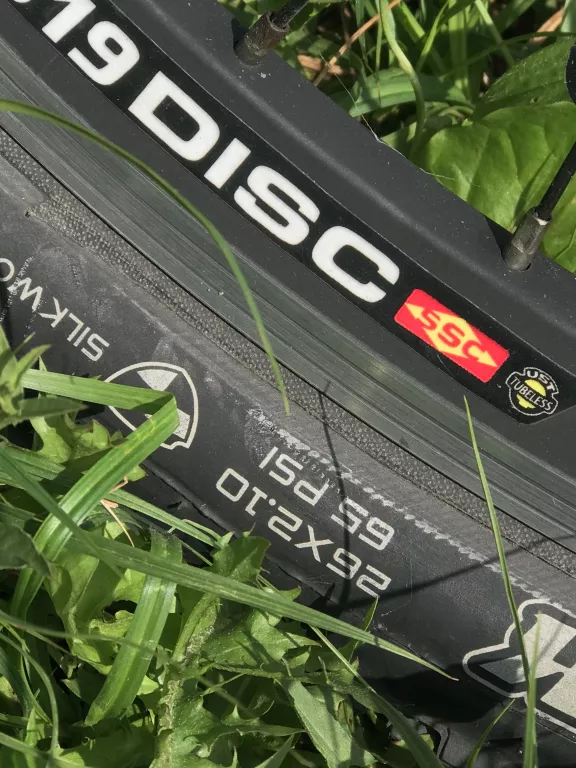 19 DISC
SSC
UST
TUBELESS
SILKWO
26X2.10
65 PSI